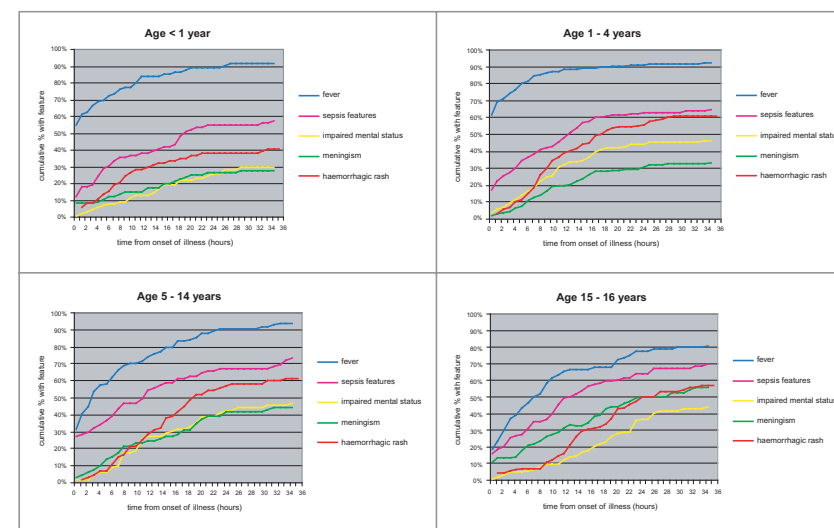 Age < 1 year
100%
90%
80%
70%
60%
50%
40%
30%
20%
10%
0%
cumulative % with feature
0 2 4 6 8 10 12 14 16 18 20 22 24 26 28 30 32 34 36
time from onset of illness (hours)
fever
sepsis features
impaired mental status
meningism
haemorrhagic rash
Age 1 - 4 years
100%
90%
80%
70%
60%
50%
40%
30%
20%
10%
0%
cumulative % with feature
0 2 4 6 8 10 12 14 16 18 20 22 24 26 28 30 32 34 36
time from onset of illness (hours)
fever
sepsis features
impaired mental statu
meningism
haemorrhagic rash
Age 5 - 14 years
100%
90%
80%
70%
60%
50%
40%
30%
20%
10%
0%
cumulative % with feature
0 2 4 6 8 10 12 14 16 18 20 22 24 26 28 30 32 34 36
time from onset of illness (hours)
fever
sepsis features
impaired mental status
meningism
haemorrhagic rash
Age 15 - 16 years
100%
90%
80%
70%
60%
50%
40%
30%
20%
10%
0%
cumulative % with feature
0 2 4 6 8 10 12 14 16 18 20 22 24 26 28 30 32 34 36
time from onset of illness (hours)
fever
sepsis features
impaired mental statu
meningism
haemorrhagic rash